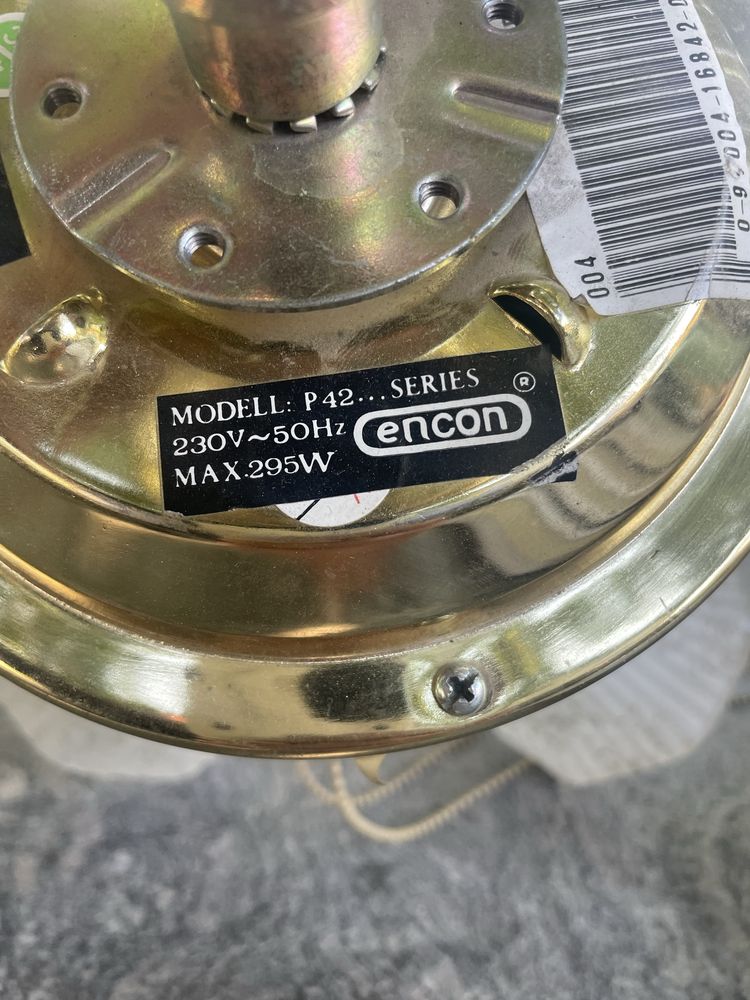 MODELL: P42... SERIES
230V~50Hz
MAX.295W
encon ®
004